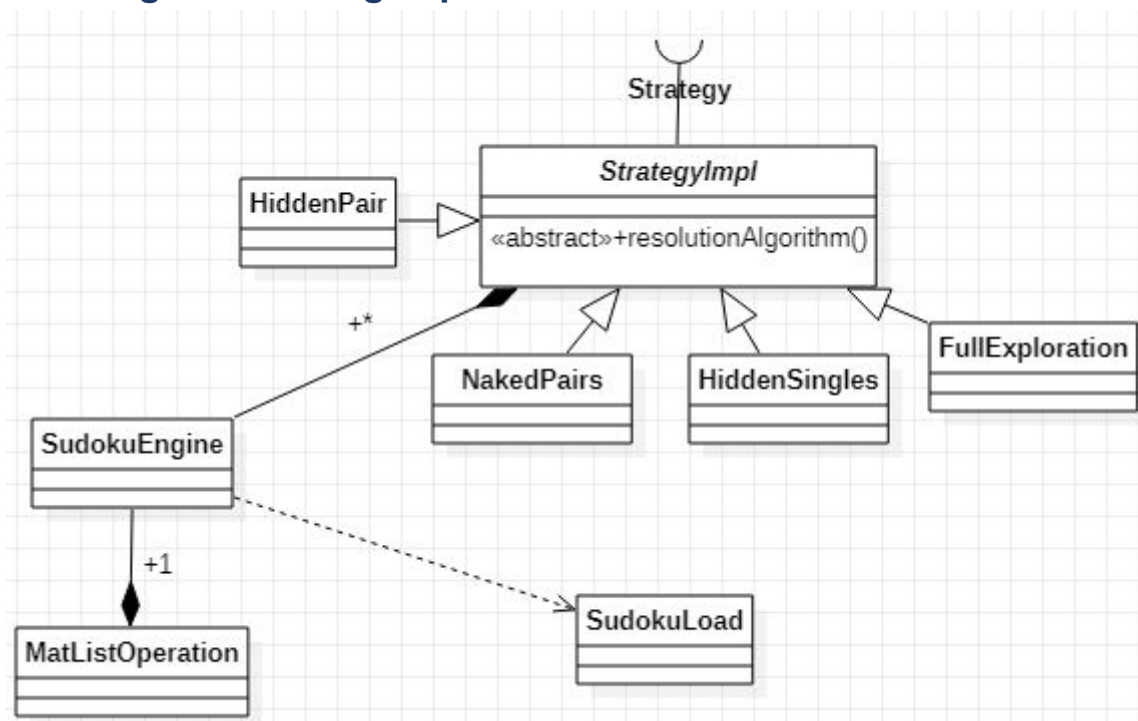 Strategy
StrategyImpl
HiddenPair
«abstract»+resolutionAlgorithm()
+*
NakedPairs
HiddenSingles
FullExploration
SudokuEngine
+1
SudokuLoad
MatListOperation